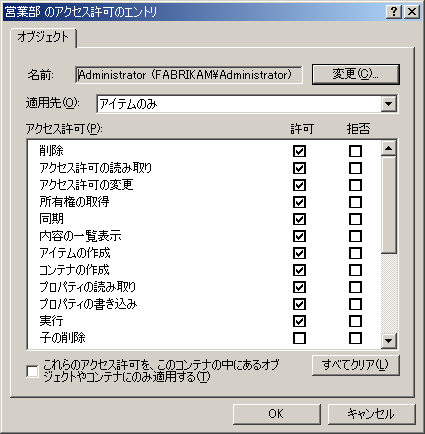 営業部 のアクセス許可のエントリ
オブジェクト
名前: Administrator (FABRIKAM¥Administrator) 変更(C)...
適用先(O): アイテムのみ
アクセス許可(P): 許可 拒否
削除
アクセス許可の読み取り
アクセス許可の変更
所有権の取得
同期
内容の一覧表示
アイテムの作成
コンテナの作成
プロパティの読み取り
プロパティの書き込み
実行
子の削除
これらのアクセス許可を、このコンテナの中にあるオブ
ジェクトやコンテナにのみ適用する(T)
すべてクリア(L)
OK キャンセル